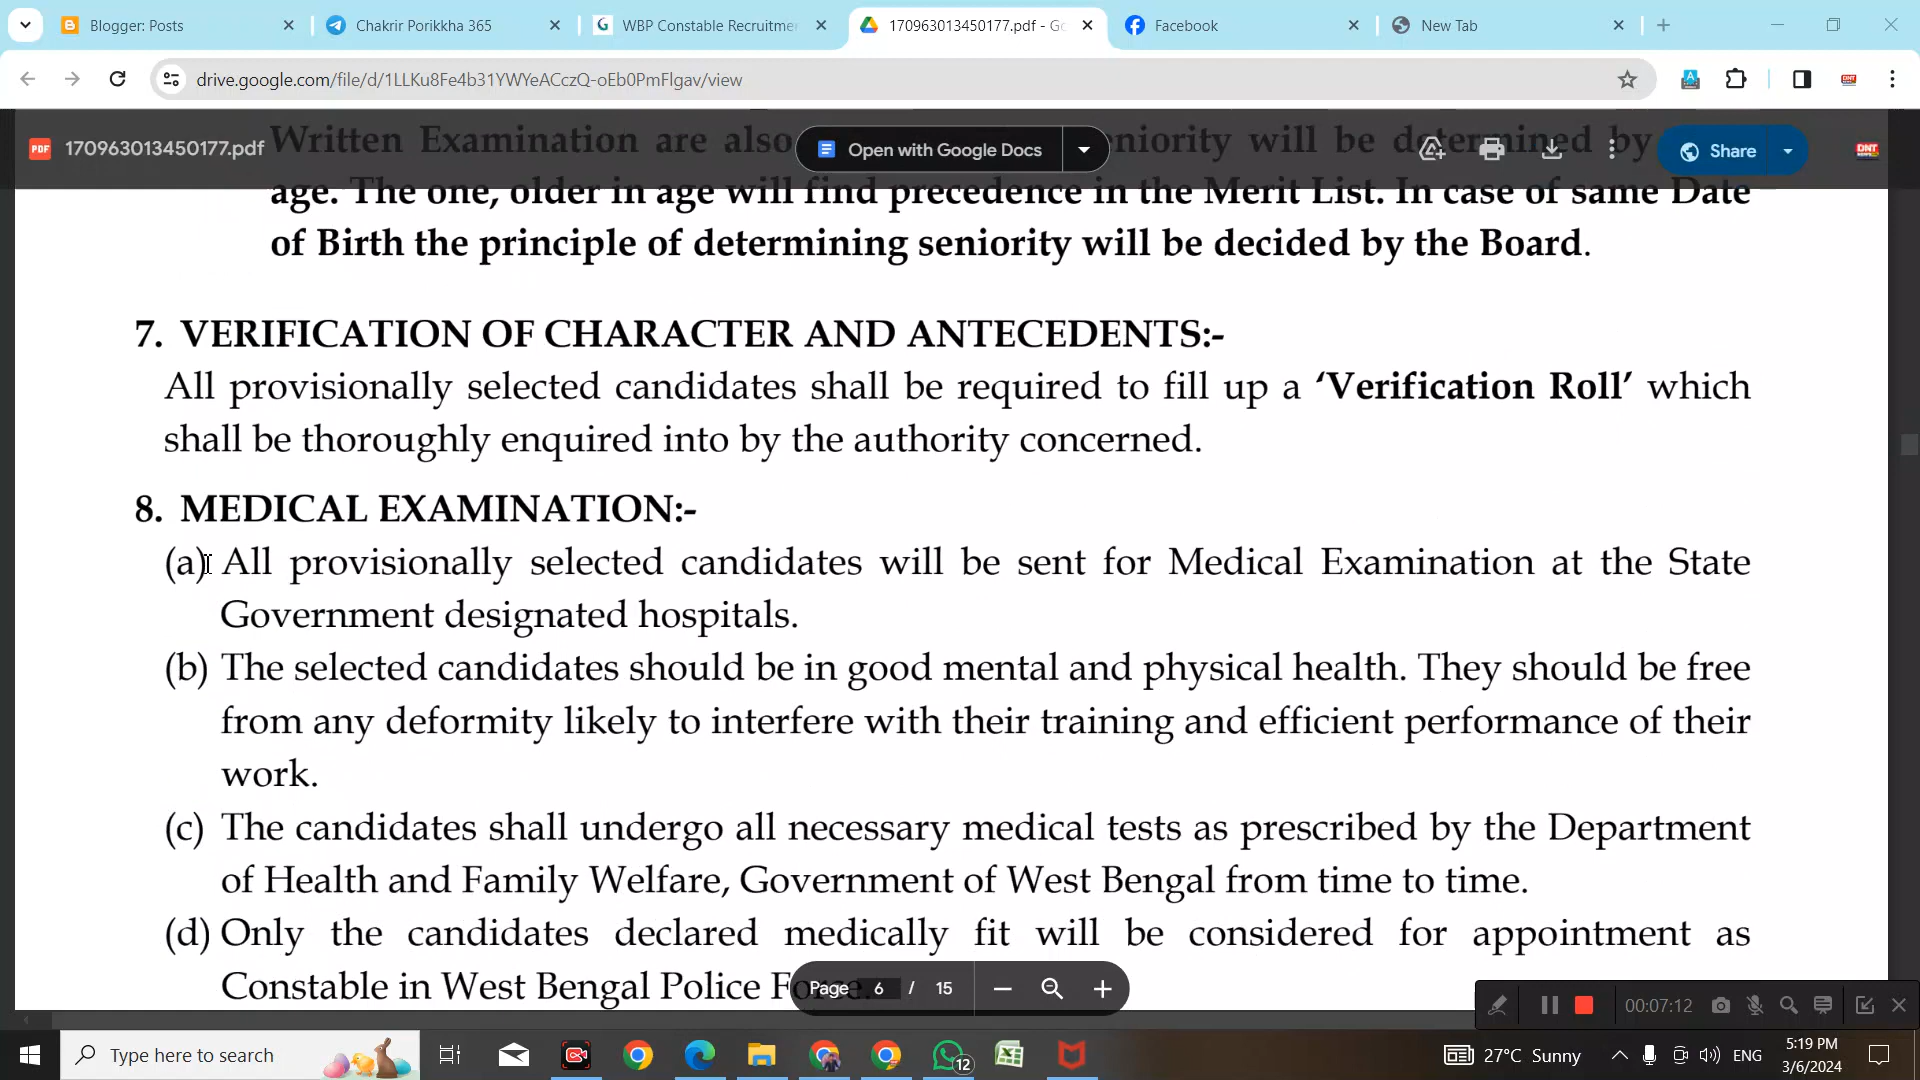 Blogger: Posts
Chakrir Porikkha 365
WBP Constable Recruitme
170963013450177.pdf - Go
Facebook
New Tab
drive.google.com/file/d/1LLKu8Fe4b31YWYeACczQ-oEb0PmFlgav/view
PDF 170963013450177.pdf
Open with Google Docs
Share
Written Examination are also eniority will be determined by
age. The one, older in age will find precedence in the Merit List. In case of same Date
of Birth the principle of determining seniority will be decided by the Board.
7. VERIFICATION OF CHARACTER AND ANTECEDENTS:-
All provisionally selected candidates shall be required to fill up a ‘Verification Roll’ which
shall be thoroughly enquired into by the authority concerned.
8. MEDICAL EXAMINATION:-
(a) All provisionally selected candidates will be sent for Medical Examination at the State
Government designated hospitals.
(b) The selected candidates should be in good mental and physical health. They should be free
from any deformity likely to interfere with their training and efficient performance of their
work.
(c) The candidates shall undergo all necessary medical tests as prescribed by the Department
of Health and Family Welfare, Government of West Bengal from time to time.
(d) Only the candidates declared medically fit will be considered for appointment as
Constable in West Bengal Police Force.
Page 6 / 15
00:07:12
Type here to search
12
27°C Sunny
ENG
5:19 PM
3/6/2024